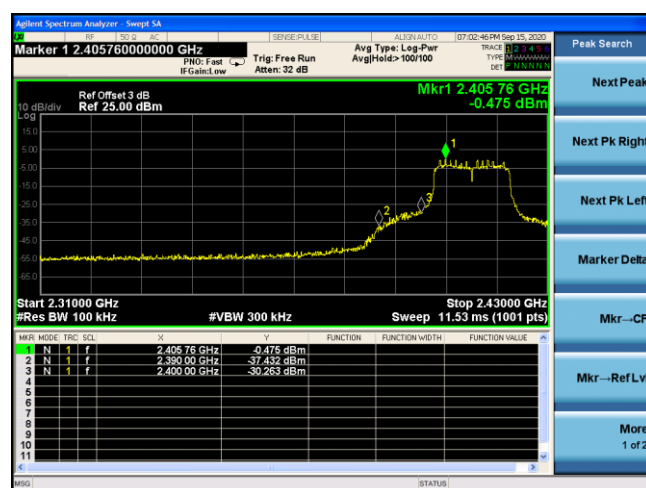 Agilent Spectrum Analyzer - Swept SA
LXI RF 50 Ω AC SENSE:PULSE ALIGN AUTO 07:02:46 PM Sep 15, 2020
Marker 1 2.405760000000 GHz
PNO: Fast
IFGain:Low
Trig: Free Run
Atten: 32 dB
Avg Type: Log-Pwr
Avg|Hold:>100/100
TRACE 1 2 3 4 5 6
TYPE M
DET P N N N N N
Peak Search
Next Peak
Next Pk Right
Next Pk Left
Marker Delta
Mkr→CF
Mkr→Ref Lvl
More
1 of 2
Mkr1 2.405 76 GHz
-0.475 dBm
Ref Offset 3 dB
10 dB/div Ref 25.00 dBm
Log
15.0
5.00
-5.00
-15.0
-25.0
-35.0
-45.0
-55.0
-65.0
1
2
3
Start 2.31000 GHz Stop 2.43000 GHz
#Res BW 100 kHz #VBW 300 kHz Sweep 11.53 ms (1001 pts)
MKR MODE TRC SCL X Y FUNCTION FUNCTION WIDTH FUNCTION VALUE
1 N 1 f 2.405 76 GHz -0.475 dBm
2 N 1 f 2.390 00 GHz -37.432 dBm
3 N 1 f 2.400 00 GHz -30.263 dBm
4
5
6
7
8
9
10
11
MSG STATUS